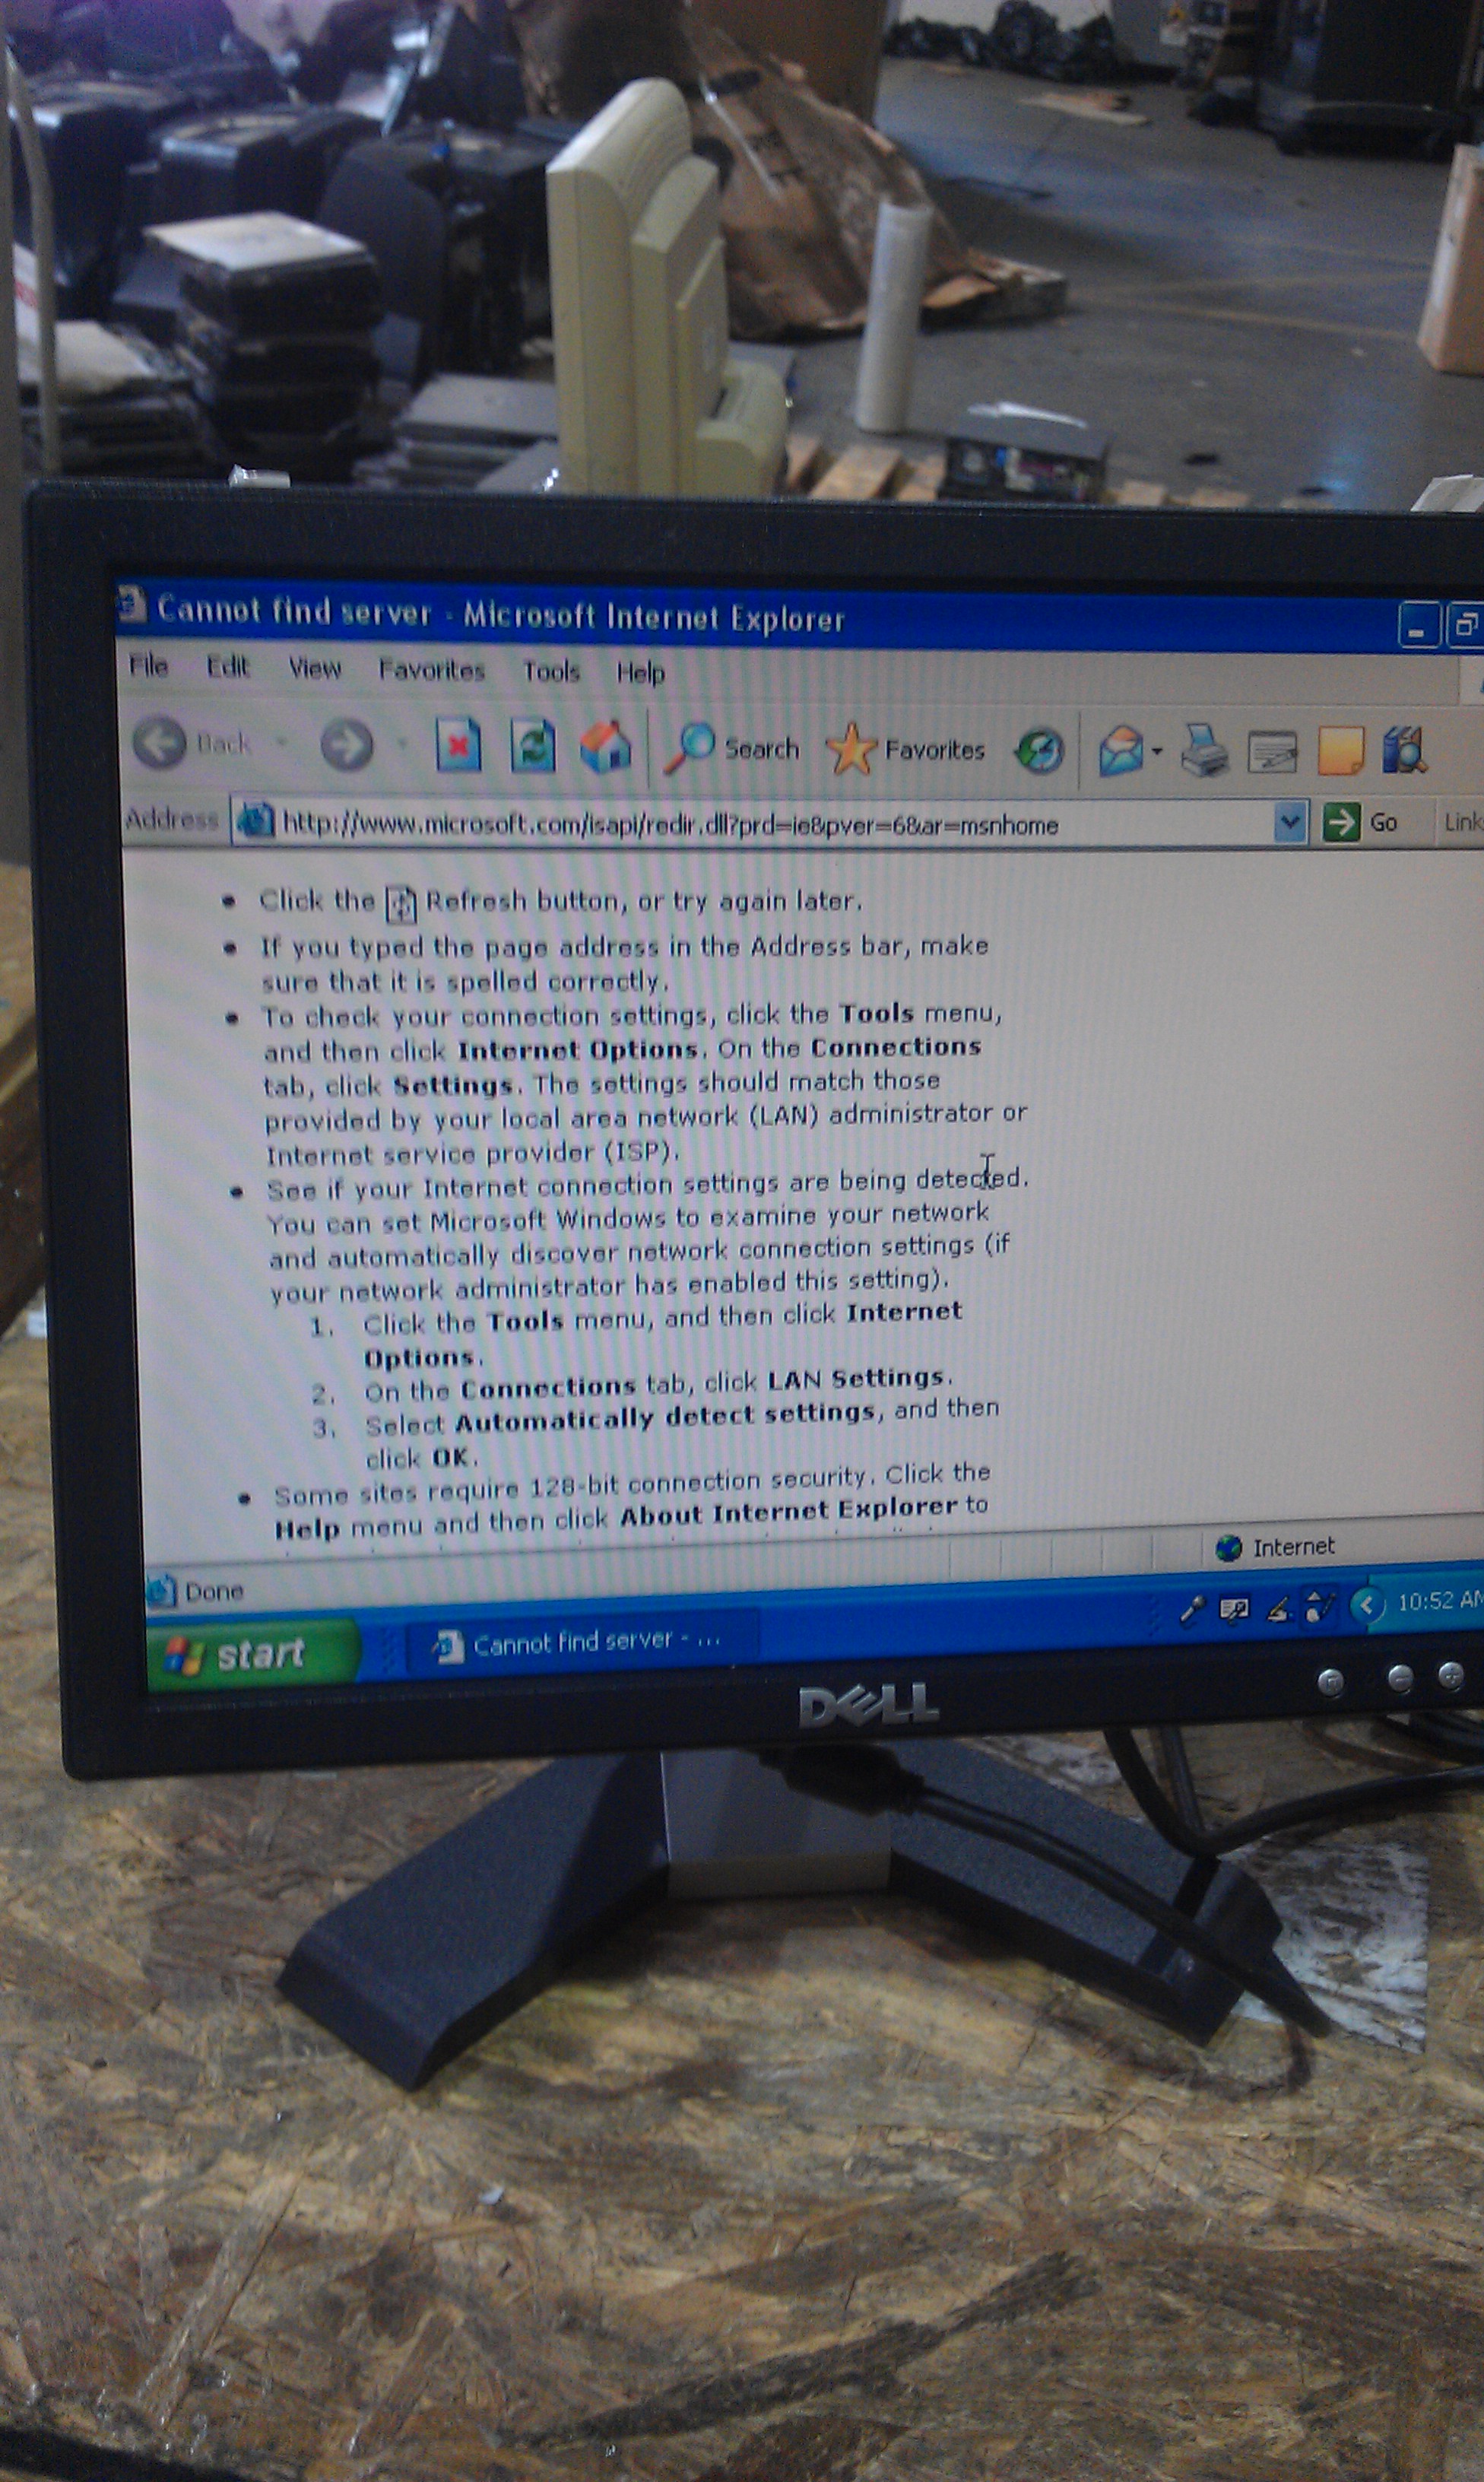 Cannot find server - Microsoft Internet Explorer
File Edit View Favorites Tools Help
Back Search Favorites
Address http://www.microsoft.com/isapi/redir.dll?prd=ie&pver=6&ar=msnhome Go Link
• Click the Refresh button, or try again later.
• If you typed the page address in the Address bar, make
sure that it is spelled correctly.
• To check your connection settings, click the Tools menu,
and then click Internet Options. On the Connections
tab, click Settings. The settings should match those
provided by your local area network (LAN) administrator or
Internet service provider (ISP).
• See if your Internet connection settings are being detected.
You can set Microsoft Windows to examine your network
and automatically discover network connection settings (if
your network administrator has enabled this setting).
1. Click the Tools menu, and then click Internet
Options.
2. On the Connections tab, click LAN Settings.
3. Select Automatically detect settings, and then
click OK.
• Some sites require 128-bit connection security. Click the
Help menu and then click About Internet Explorer to
Done Internet
start Cannot find server - ... 10:52 AM
DELL